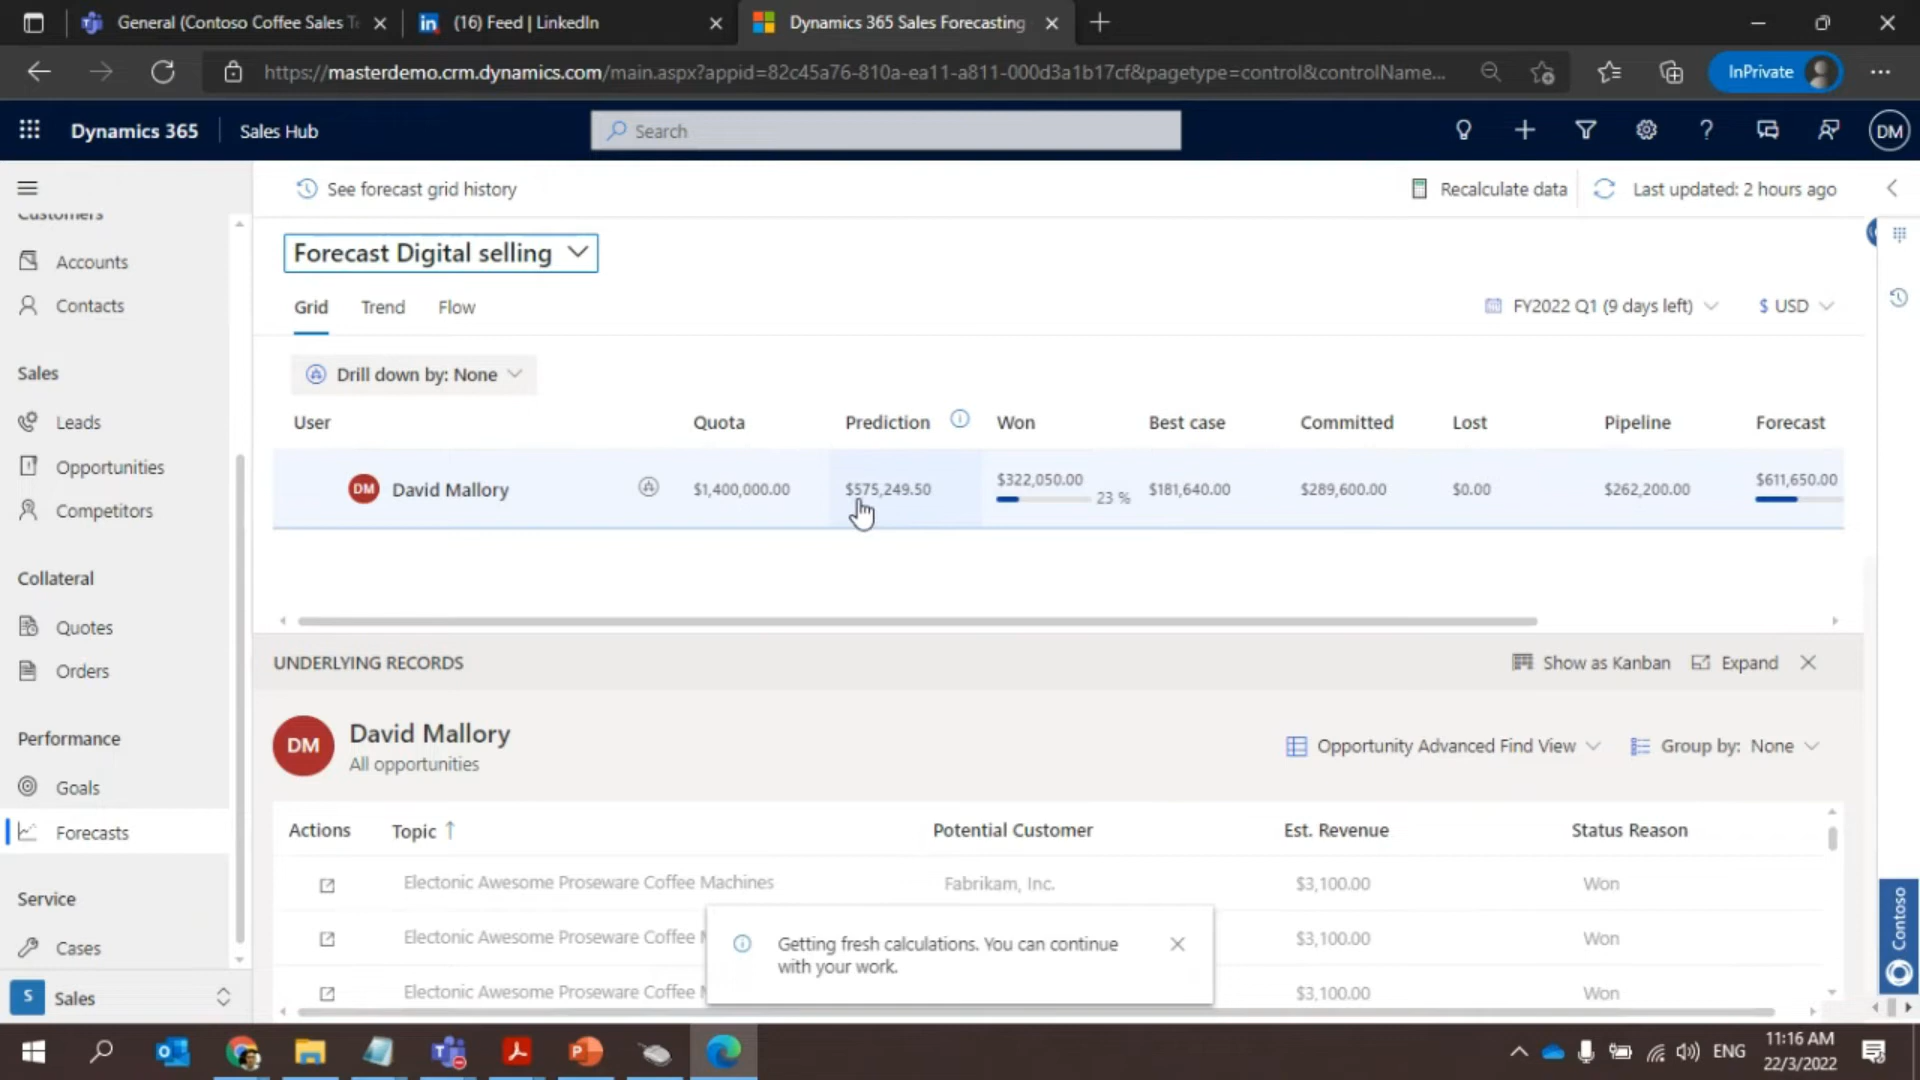 General (Contoso Coffee Sales Te
(16) Feed | LinkedIn
Dynamics 365 Sales Forecasting
https://masterdemo.crm.dynamics.com/main.aspx?appid=82c45a76-810a-ea11-a811-000d3a1b17cf&pagetype=control&controlName...
InPrivate
Dynamics 365
Sales Hub
Search
DM
See forecast grid history
Recalculate data
Last updated: 2 hours ago
Customers
Accounts
Contacts
Sales
Leads
Opportunities
Competitors
Collateral
Quotes
Orders
Performance
Goals
Forecasts
Service
Cases
S Sales
Forecast Digital selling
Grid Trend Flow
FY2022 Q1 (9 days left)
$ USD
Drill down by: None
User Quota Prediction Won Best case Committed Lost Pipeline Forecast
DM David Mallory $1,400,000.00 $575,249.50 $322,050.00 23 % $181,640.00 $289,600.00 $0.00 $262,200.00 $611,650.00
UNDERLYING RECORDS
Show as Kanban
Expand
DM
David Mallory
All opportunities
Opportunity Advanced Find View
Group by: None
Actions Topic Potential Customer Est. Revenue Status Reason
Electonic Awesome Proseware Coffee Machines Fabrikam, Inc. $3,100.00 Won
Electonic Awesome Proseware Coffee $3,100.00 Won
Electonic Awesome Proseware Coffee $3,100.00 Won
Getting fresh calculations. You can continue
with your work.
Contoso
ENG
11:16 AM
22/3/2022